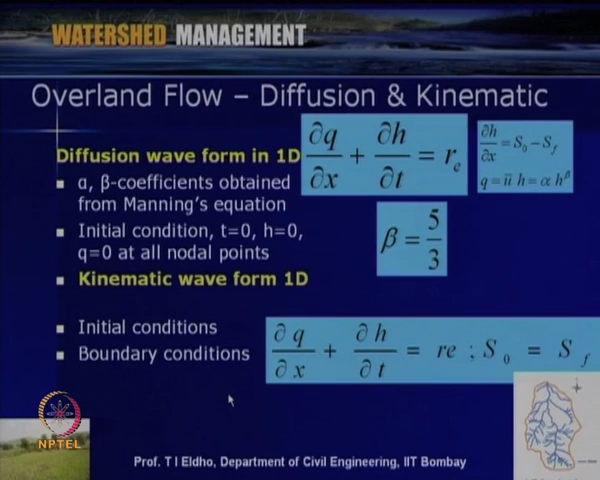 WATERSHED MANAGEMENT
Overland Flow – Diffusion & Kinematic
Diffusion wave form in 1D
∂q/∂x + ∂h/∂t = r_e
∂h/∂x = S_0 − S_f
q = ū h = α h^β
α, β-coefficients obtained
from Manning's equation
β = 5/3
Initial condition, t=0, h=0,
q=0 at all nodal points
Kinematic wave form 1D
Initial conditions
Boundary conditions
∂q/∂x + ∂h/∂t = re ; S_0 = S_f
NPTEL
Prof. T I Eldho, Department of Civil Engineering, IIT Bombay